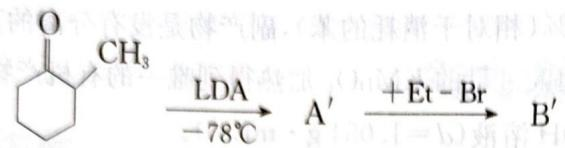 O
CH₃
LDA
-78℃
A′
+Et-Br
B′